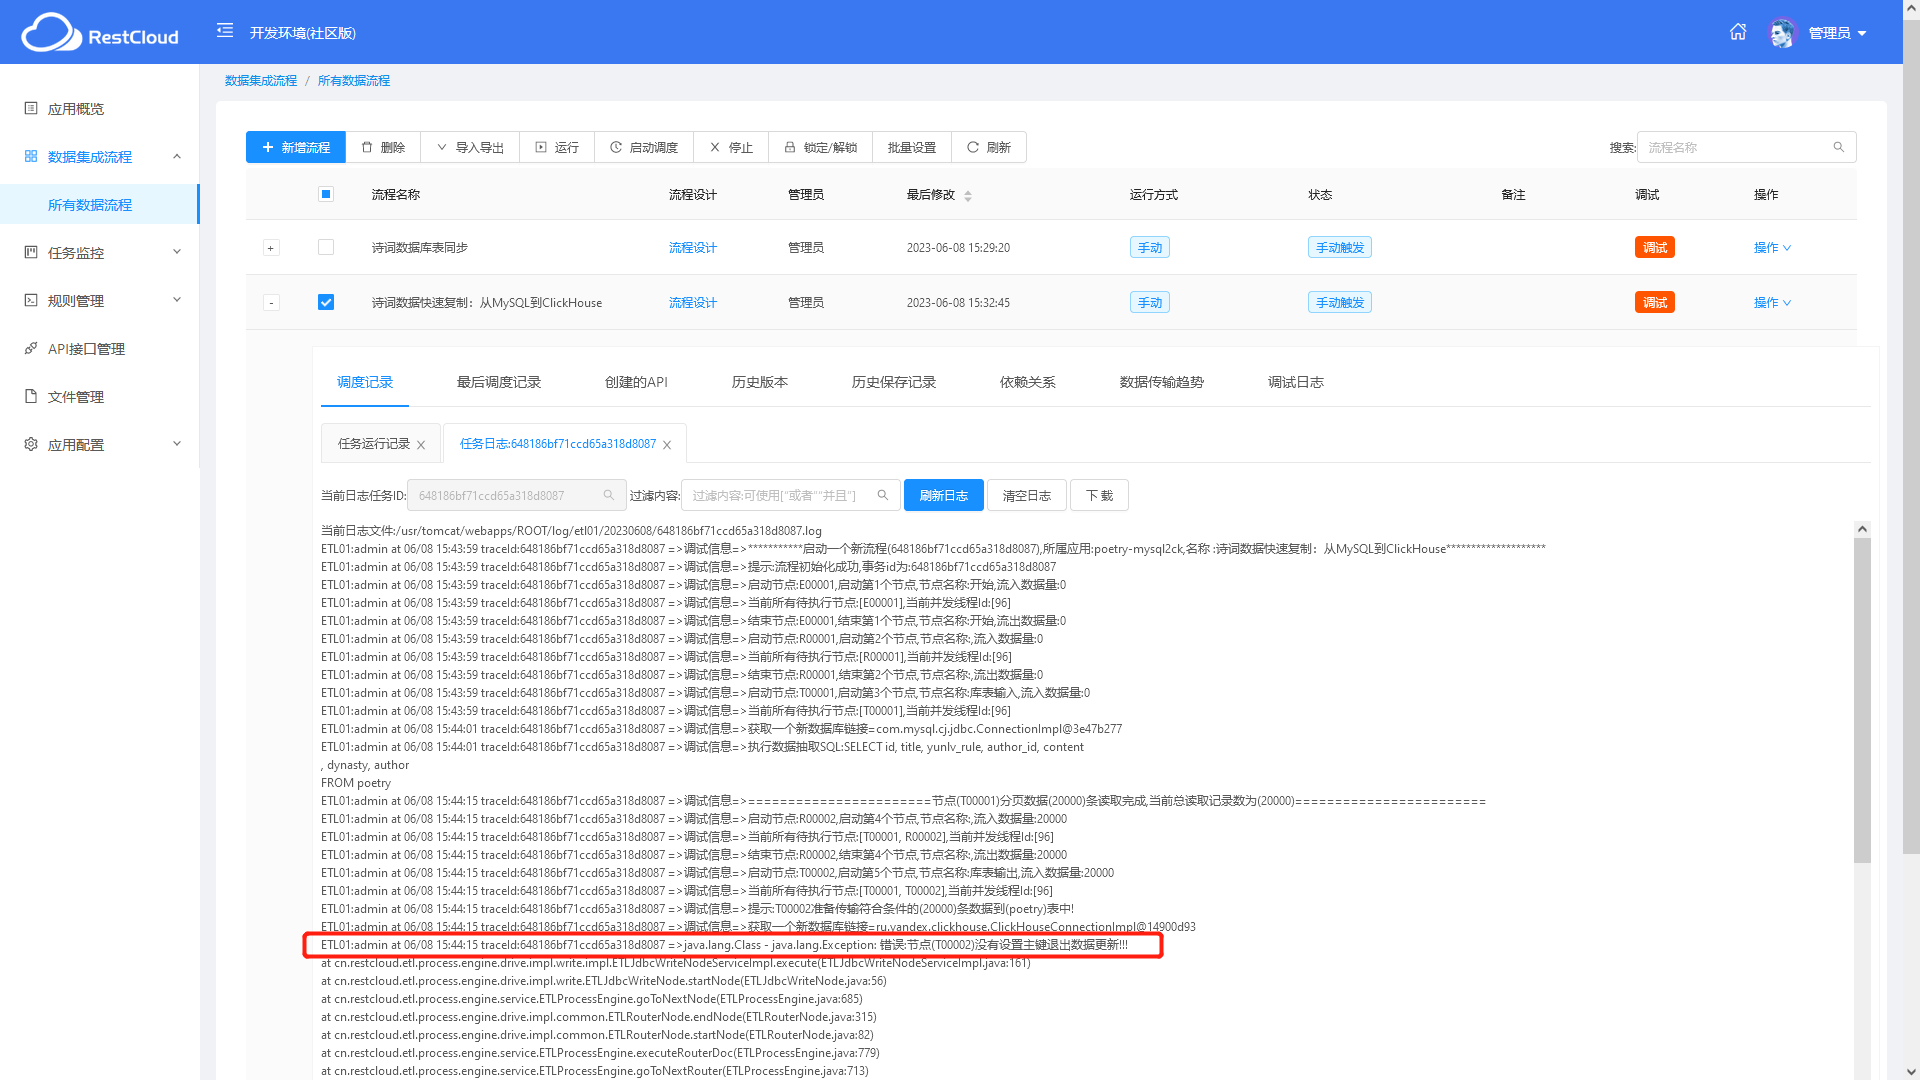 RestCloud
开发环境(社区版)
管理员
数据集成流程 / 所有数据流程
应用概览
数据集成流程
所有数据流程
任务监控
规则管理
API接口管理
文件管理
应用配置
+ 新增流程 删除 导入导出 运行 启动调度 停止 锁定/解锁 批量设置 刷新 搜索: 流程名称
流程名称 流程设计 管理员 最后修改 运行方式 状态 备注 调试 操作
+ 诗词数据库表同步 流程设计 管理员 2023-06-08 15:29:20 手动 手动触发 调试 操作
- 诗词数据快速复制：从MySQL到ClickHouse 流程设计 管理员 2023-06-08 15:32:45 手动 手动触发 调试 操作
调度记录 最后调度记录 创建的API 历史版本 历史保存记录 依赖关系 数据传输趋势 调试日志
任务运行记录 任务日志:648186bf71ccd65a318d8087
当前日志任务ID: 648186bf71ccd65a318d8087 过滤内容: 过滤内容:可使用["或者""并且"] 刷新日志 清空日志 下 载
当前日志文件:/usr/tomcat/webapps/ROOT/log/etl01/20230608/648186bf71ccd65a318d8087.log
ETL01:admin at 06/08 15:43:59 traceId:648186bf71ccd65a318d8087 =>调试信息=>***********启动一个新流程(648186bf71ccd65a318d8087),所属应用:poetry-mysql2ck,名称 :诗词数据快速复制：从MySQL到ClickHouse********************
ETL01:admin at 06/08 15:43:59 traceId:648186bf71ccd65a318d8087 =>调试信息=>提示:流程初始化成功,事务id为:648186bf71ccd65a318d8087
ETL01:admin at 06/08 15:43:59 traceId:648186bf71ccd65a318d8087 =>调试信息=>启动节点:E00001,启动第1个节点,节点名称:开始,流入数据量:0
ETL01:admin at 06/08 15:43:59 traceId:648186bf71ccd65a318d8087 =>调试信息=>当前所有待执行节点:[E00001],当前并发线程Id:[96]
ETL01:admin at 06/08 15:43:59 traceId:648186bf71ccd65a318d8087 =>调试信息=>结束节点:E00001,结束第1个节点,节点名称:开始,流出数据量:0
ETL01:admin at 06/08 15:43:59 traceId:648186bf71ccd65a318d8087 =>调试信息=>启动节点:R00001,启动第2个节点,节点名称:,流入数据量:0
ETL01:admin at 06/08 15:43:59 traceId:648186bf71ccd65a318d8087 =>调试信息=>当前所有待执行节点:[R00001],当前并发线程Id:[96]
ETL01:admin at 06/08 15:43:59 traceId:648186bf71ccd65a318d8087 =>调试信息=>结束节点:R00001,结束第2个节点,节点名称:,流出数据量:0
ETL01:admin at 06/08 15:43:59 traceId:648186bf71ccd65a318d8087 =>调试信息=>启动节点:T00001,启动第3个节点,节点名称:库表输入,流入数据量:0
ETL01:admin at 06/08 15:43:59 traceId:648186bf71ccd65a318d8087 =>调试信息=>当前所有待执行节点:[T00001],当前并发线程Id:[96]
ETL01:admin at 06/08 15:44:01 traceId:648186bf71ccd65a318d8087 =>调试信息=>获取一个新数据库链接=com.mysql.cj.jdbc.ConnectionImpl@3e47b277
ETL01:admin at 06/08 15:44:01 traceId:648186bf71ccd65a318d8087 =>调试信息=>执行数据抽取SQL:SELECT id, title, yunlv_rule, author_id, content
, dynasty, author
FROM poetry
ETL01:admin at 06/08 15:44:15 traceId:648186bf71ccd65a318d8087 =>调试信息=>=======================节点(T00001)分页数据(20000)条读取完成,当前总读取记录数为(20000)========================
ETL01:admin at 06/08 15:44:15 traceId:648186bf71ccd65a318d8087 =>调试信息=>启动节点:R00002,启动第4个节点,节点名称:,流入数据量:20000
ETL01:admin at 06/08 15:44:15 traceId:648186bf71ccd65a318d8087 =>调试信息=>当前所有待执行节点:[T00001, R00002],当前并发线程Id:[96]
ETL01:admin at 06/08 15:44:15 traceId:648186bf71ccd65a318d8087 =>调试信息=>结束节点:R00002,结束第4个节点,节点名称:,流出数据量:20000
ETL01:admin at 06/08 15:44:15 traceId:648186bf71ccd65a318d8087 =>调试信息=>启动节点:T00002,启动第5个节点,节点名称:库表输出,流入数据量:20000
ETL01:admin at 06/08 15:44:15 traceId:648186bf71ccd65a318d8087 =>调试信息=>当前所有待执行节点:[T00001, T00002],当前并发线程Id:[96]
ETL01:admin at 06/08 15:44:15 traceId:648186bf71ccd65a318d8087 =>调试信息=>提示:T00002准备传输符合条件的(20000)条数据到(poetry)表中!
ETL01:admin at 06/08 15:44:15 traceId:648186bf71ccd65a318d8087 =>调试信息=>获取一个新数据库链接=ru.yandex.clickhouse.ClickHouseConnectionImpl@14900d93
ETL01:admin at 06/08 15:44:15 traceId:648186bf71ccd65a318d8087 =>java.lang.Class - java.lang.Exception: 错误:节点(T00002)没有设置主键退出数据更新!!!
at cn.restcloud.etl.process.engine.drive.impl.write.impl.ETLJdbcWriteNodeServiceImpl.execute(ETLJdbcWriteNodeServiceImpl.java:161)
at cn.restcloud.etl.process.engine.drive.impl.write.ETLJdbcWriteNode.startNode(ETLJdbcWriteNode.java:56)
at cn.restcloud.etl.process.engine.service.ETLProcessEngine.goToNextNode(ETLProcessEngine.java:685)
at cn.restcloud.etl.process.engine.drive.impl.common.ETLRouterNode.endNode(ETLRouterNode.java:315)
at cn.restcloud.etl.process.engine.drive.impl.common.ETLRouterNode.startNode(ETLRouterNode.java:82)
at cn.restcloud.etl.process.engine.service.ETLProcessEngine.executeRouterDoc(ETLProcessEngine.java:779)
at cn.restcloud.etl.process.engine.service.ETLProcessEngine.goToNextRouter(ETLProcessEngine.java:713)